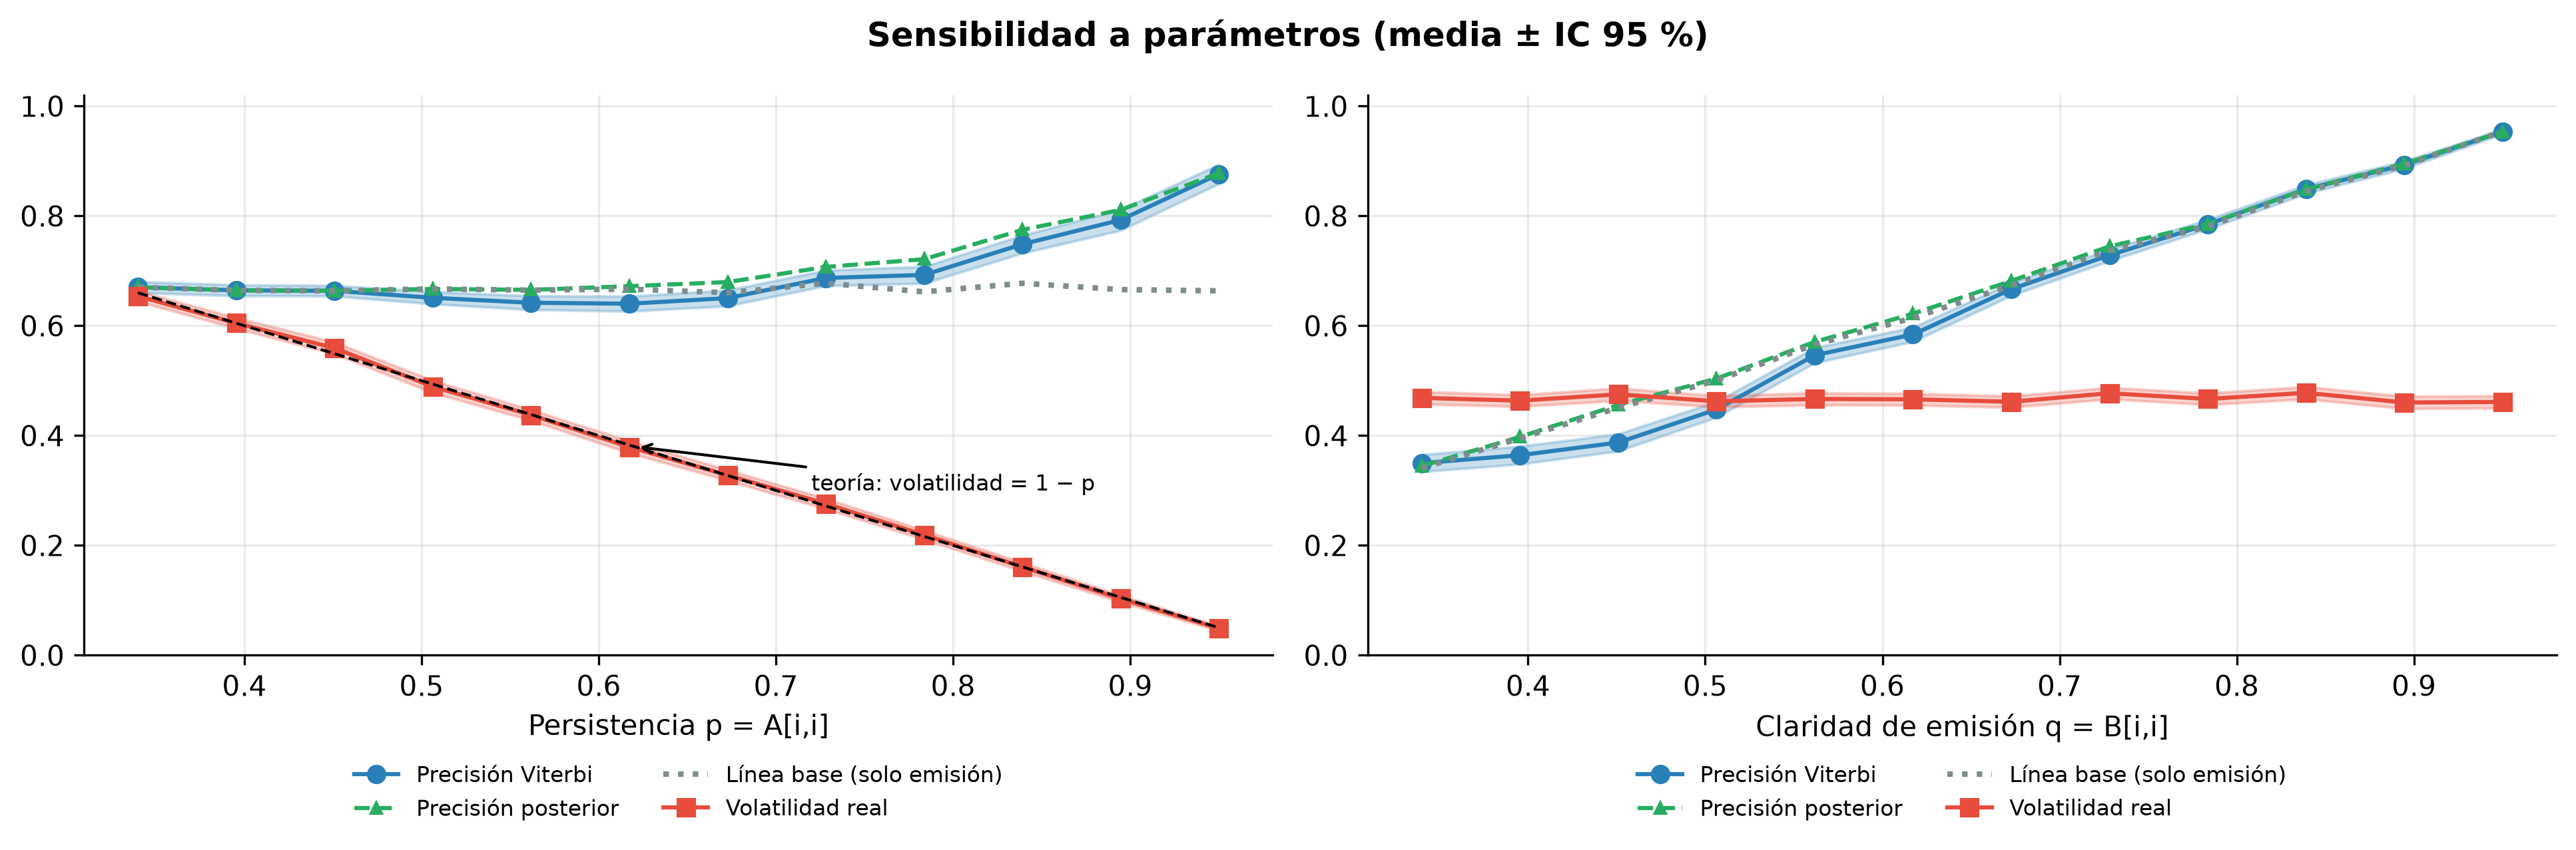 Sensibilidad a parámetros (media ± IC 95 %)
1.0
0.8
0.6
0.4
0.2
0.0
teoría: volatilidad = 1 − p
0.4 0.5 0.6 0.7 0.8 0.9
Persistencia p = A[i,i]
Precisión Viterbi
Precisión posterior
Línea base (solo emisión)
Volatilidad real
1.0
0.8
0.6
0.4
0.2
0.0
0.4 0.5 0.6 0.7 0.8 0.9
Claridad de emisión q = B[i,i]
Precisión Viterbi
Precisión posterior
Línea base (solo emisión)
Volatilidad real